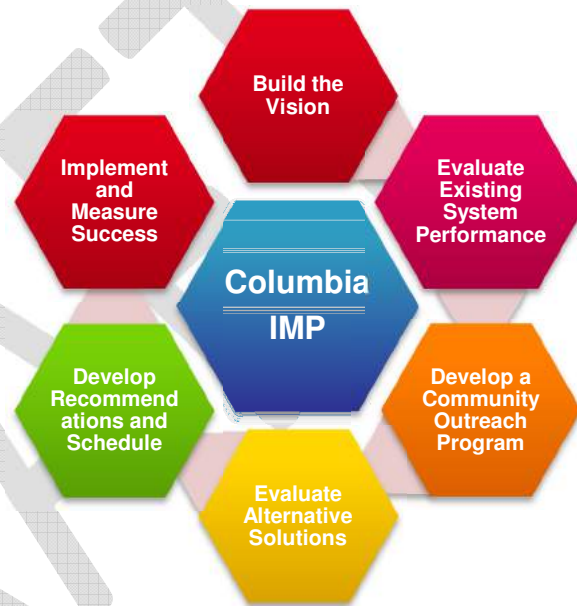 Build the
Vision
Evaluate
Existing
System
Performance
Develop a
Community
Outreach
Program
Evaluate
Alternative
Solutions
Develop
Recommend
ations and
Schedule
Implement
and
Measure
Success
Columbia
IMP